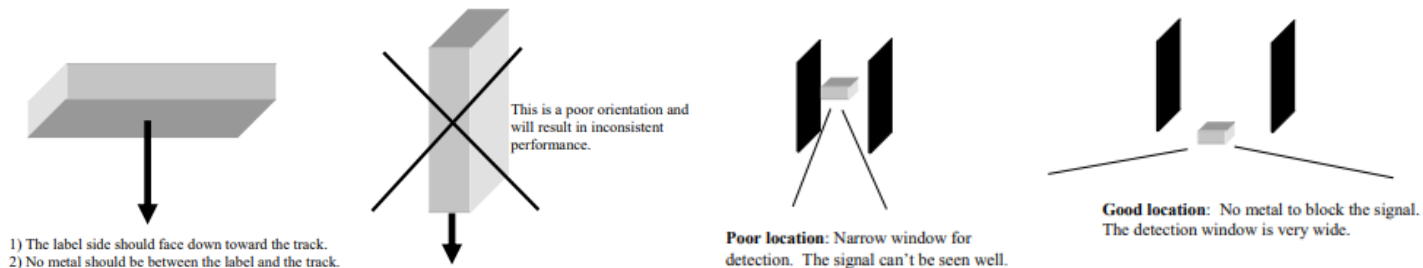 1) The label side should face down toward the track.
2) No metal should be between the label and the track.
This is a poor orientation and
will result in inconsistent
performance.
Poor location: Narrow window for
detection.  The signal can't be seen well.
Good location:  No metal to block the signal.
The detection window is very wide.